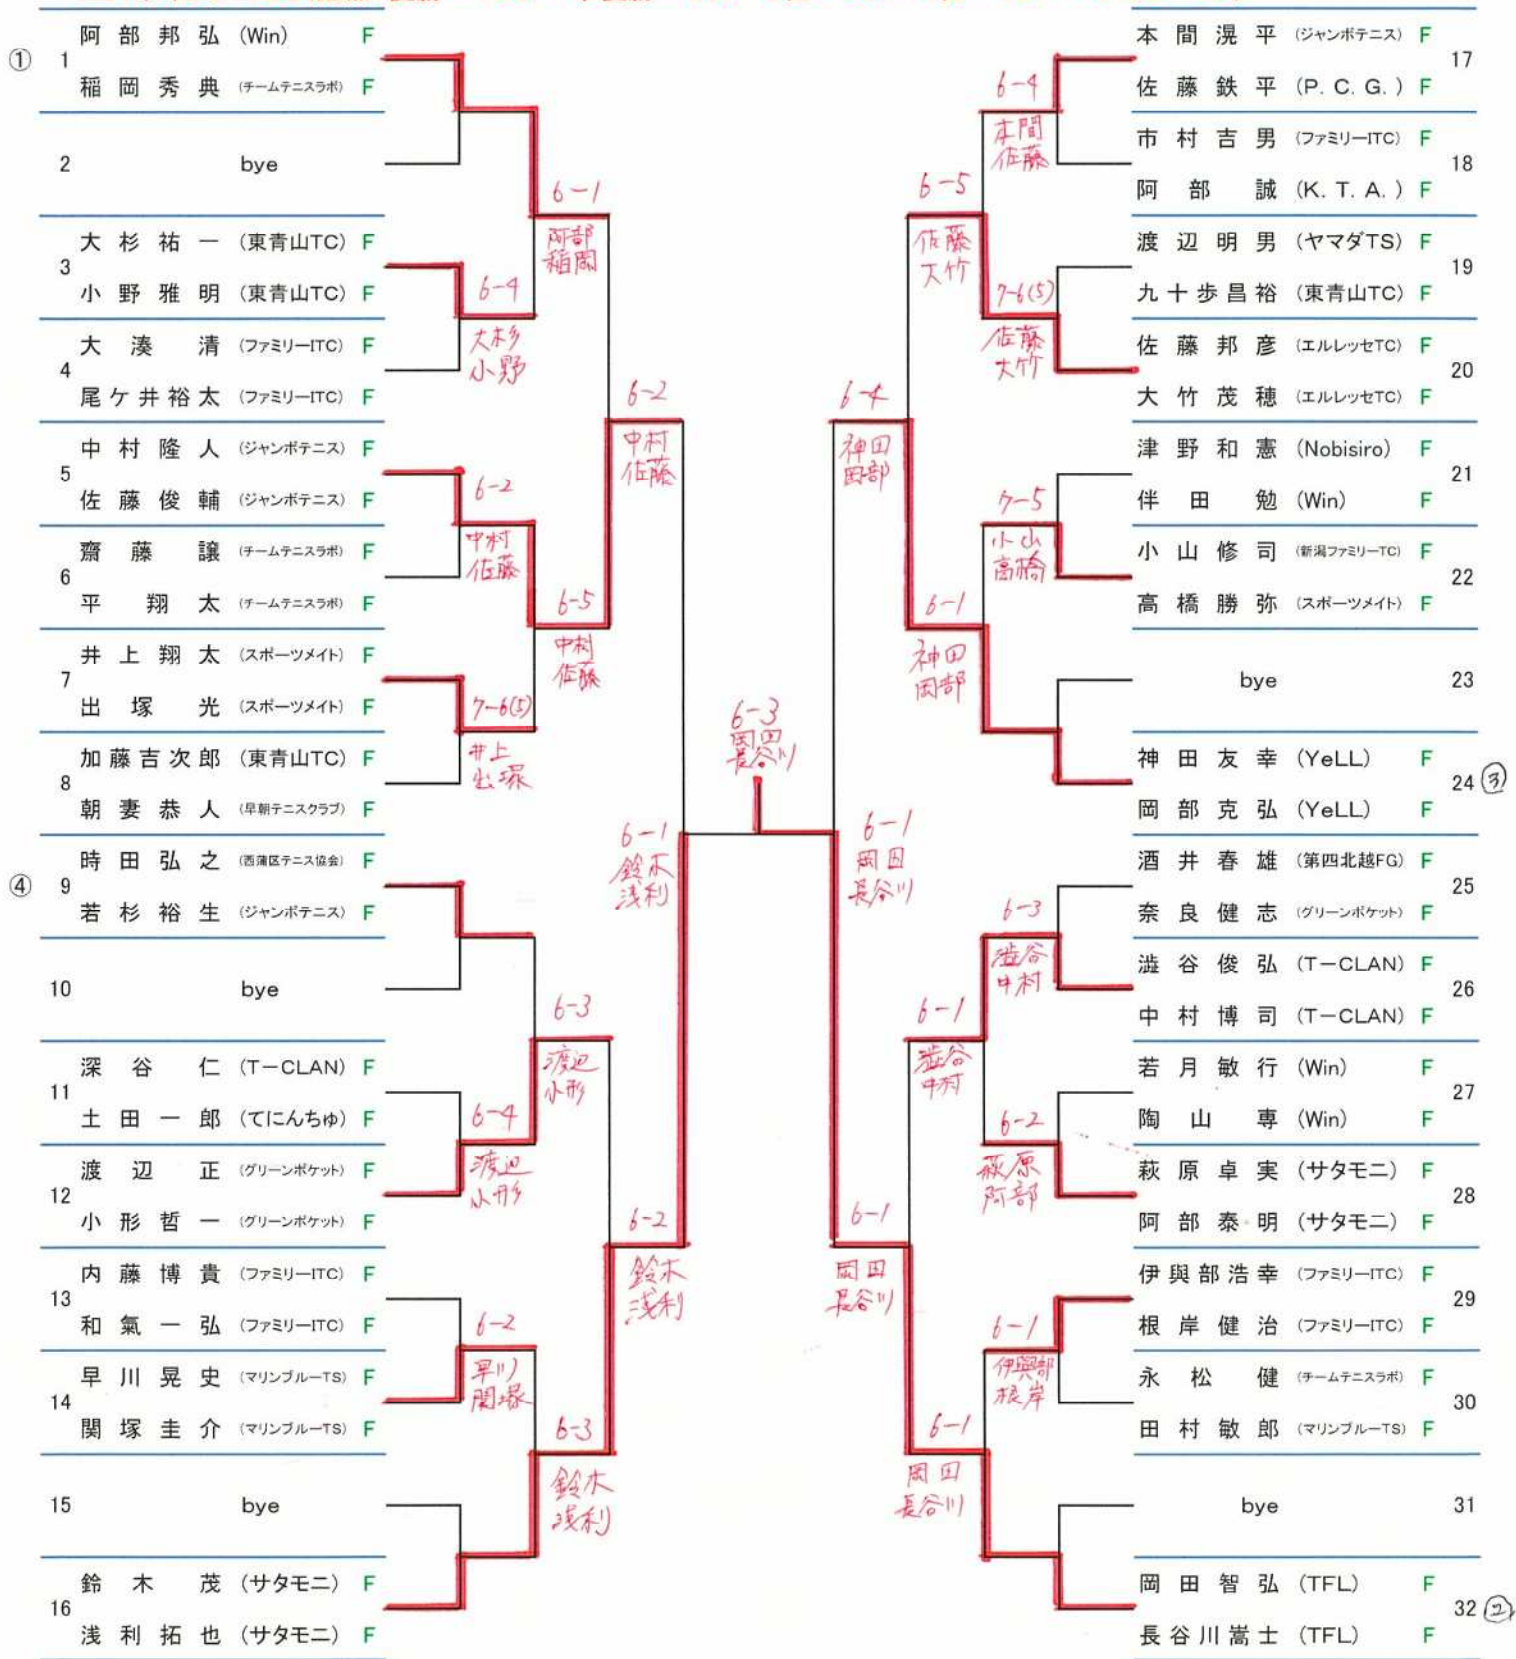 ① 1 阿部邦弘 (Win) F
稲岡秀典 (チームテニスラボ) F
2 bye
3 大杉祐一 (東青山TC) F
小野雅明 (東青山TC) F
4 大湊清 (ファミリーITC) F
尾ケ井裕太 (ファミリーITC) F
5 中村隆人 (ジャンボテニス) F
佐藤俊輔 (ジャンボテニス) F
6 齋藤譲 (チームテニスラボ) F
平翔太 (チームテニスラボ) F
7 井上翔太 (スポーツメイト) F
出塚光 (スポーツメイト) F
8 加藤吉次郎 (東青山TC) F
朝妻恭人 (早朝テニスクラブ) F
④ 9 時田弘之 (西蒲区テニス協会) F
若杉裕生 (ジャンボテニス) F
10 bye
11 深谷仁 (T-CLAN) F
土田一郎 (てにんちゅ) F
12 渡辺正 (グリーンポケット) F
小形哲一 (グリーンポケット) F
13 内藤博貴 (ファミリーITC) F
和氣一弘 (ファミリーITC) F
14 早川晃史 (マリンブルーTS) F
関塚圭介 (マリンブルーTS) F
15 bye
16 鈴木茂 (サタモニ) F
浅利拓也 (サタモニ) F
6-4
大杉
小野
6-2
中村
佐藤
7-6(5)
井上
出塚
6-4
渡辺
小形
6-2
早川
関塚
6-1
阿部
稲岡
6-5
中村
佐藤
6-3
渡辺
小形
6-3
鈴木
浅利
6-2
中村
佐藤
6-2
鈴木
浅利
6-1
鈴木
浅利
6-3
岡田
長谷川
6-1
岡田
長谷川
6-4
神田
岡部
6-1
岡田
長谷川
6-5
佐藤
大竹
6-1
神田
岡部
6-1
澁谷
中村
6-1
岡田
長谷川
6-4
本間
佐藤
7-6(5)
佐藤
大竹
7-5
小山
高橋
6-3
澁谷
中村
6-2
萩原
阿部
6-1
伊與部
根岸
本間滉平 (ジャンボテニス) F 17
佐藤鉄平 (P.C.G.) F
市村吉男 (ファミリーITC) F 18
阿部誠 (K.T.A.) F
渡辺明男 (ヤマダTS) F 19
九十歩昌裕 (東青山TC) F
佐藤邦彦 (エルレッセTC) F 20
大竹茂穂 (エルレッセTC) F
津野和憲 (Nobisiro) F 21
伴田勉 (Win) F
小山修司 (新潟ファミリーTC) F 22
高橋勝弥 (スポーツメイト) F
bye 23
神田友幸 (YeLL) F 24 ③
岡部克弘 (YeLL) F
酒井春雄 (第四北越FG) F 25
奈良健志 (グリーンポケット) F
澁谷俊弘 (T-CLAN) F 26
中村博司 (T-CLAN) F
若月敏行 (Win) F 27
陶山専 (Win) F
萩原卓実 (サタモニ) F 28
阿部泰明 (サタモニ) F
伊與部浩幸 (ファミリーITC) F 29
根岸健治 (ファミリーITC) F
永松健 (チームテニスラボ) F 30
田村敏郎 (マリンブルーTS) F
bye 31
岡田智弘 (TFL) F 32 ②
長谷川嵩士 (TFL) F